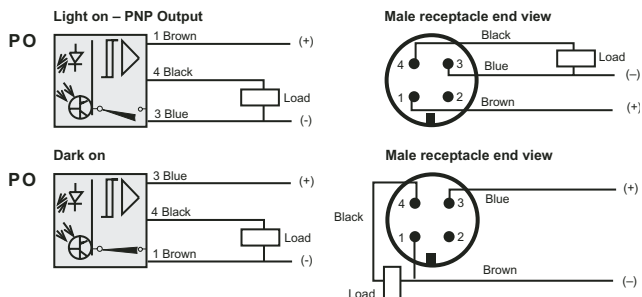 Light on – PNP Output
PO
1 Brown
(+)
4 Black
Load
3 Blue
(-)
Male receptacle end view
Black
4
3
Load
Blue
(–)
1
2
Brown
(+)
Dark on
PO
3 Blue
(+)
4 Black
Load
1 Brown
(-)
Male receptacle end view
(+)
4
3
Blue
Black
1
2
Brown
(–)
Load